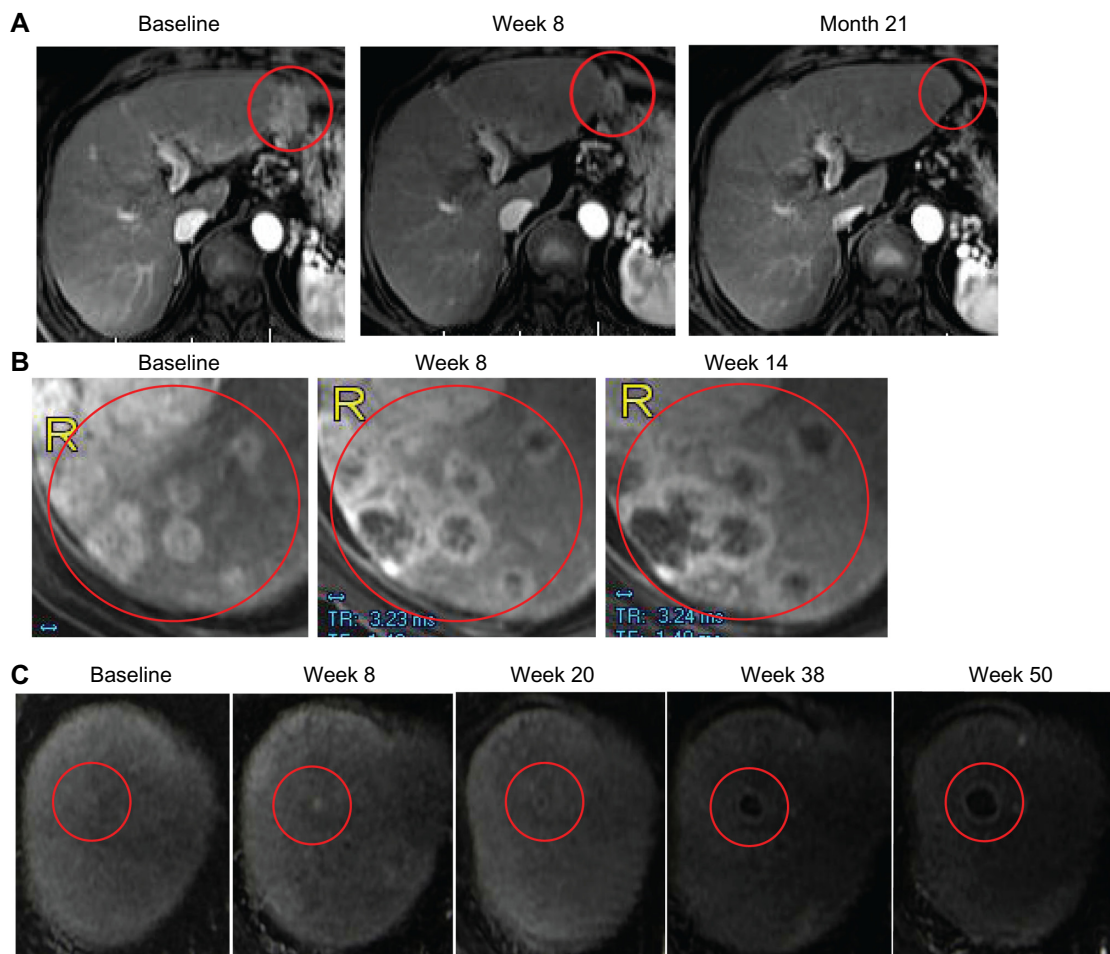 A
Baseline Week 8 Month 21
B
Baseline Week 8 Week 14
R R R
TR: 3.23 ms TR: 3.24 ms
C
Baseline Week 8 Week 20 Week 38 Week 50